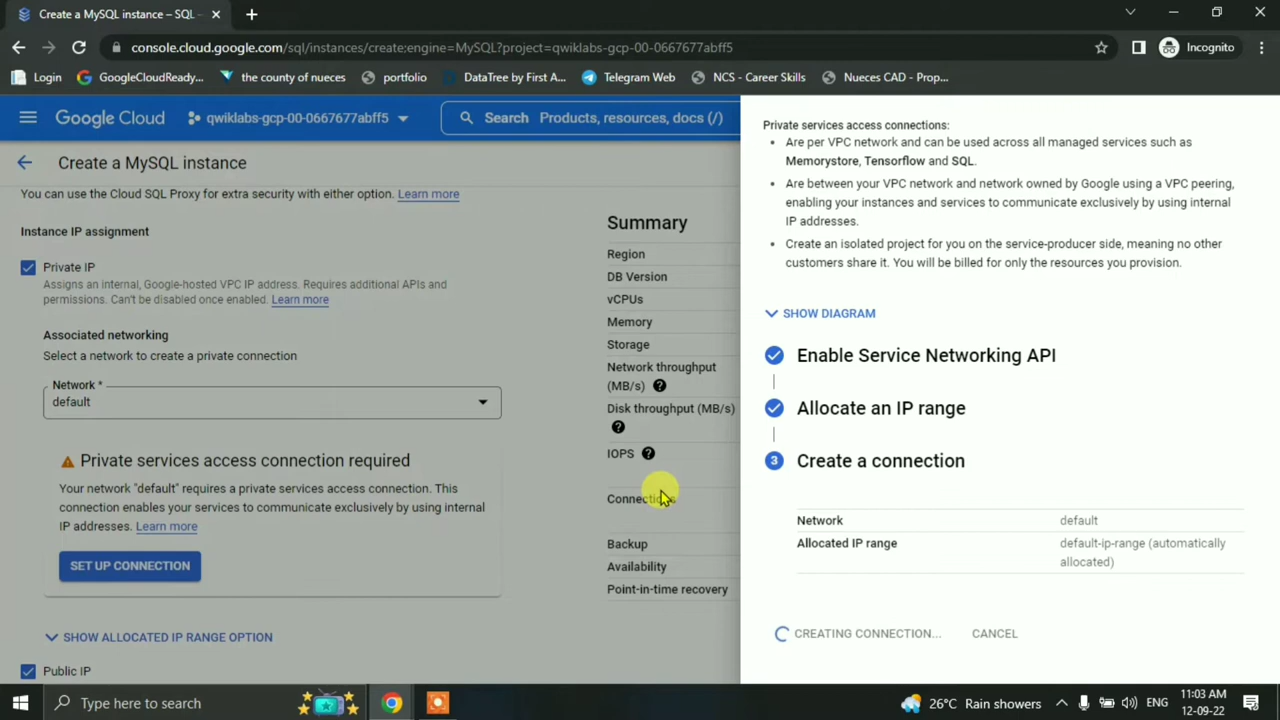 Create a MySQL instance – SQL –
console.cloud.google.com/sql/instances/create;engine=MySQL?project=qwiklabs-gcp-00-0667677abff5
Incognito
Login
GoogleCloudReady...
the county of nueces
portfolio
DataTree by First A...
Telegram Web
NCS - Career Skills
Nueces CAD - Prop...
Google Cloud
qwiklabs-gcp-00-0667677abff5
Search Products, resources, docs (/)
Create a MySQL instance
You can use the Cloud SQL Proxy for extra security with either option. Learn more
Instance IP assignment
Private IP
Assigns an internal, Google-hosted VPC IP address. Requires additional APIs and
permissions. Can't be disabled once enabled. Learn more
Associated networking
Select a network to create a private connection
Network *
default
Private services access connection required
Your network "default" requires a private services access connection. This
connection enables your services to communicate exclusively by using internal
IP addresses. Learn more
SET UP CONNECTION
SHOW ALLOCATED IP RANGE OPTION
Public IP
Summary
Region
DB Version
vCPUs
Memory
Storage
Network throughput
(MB/s)
Disk throughput (MB/s)
IOPS
Connections
Backup
Availability
Point-in-time recovery
Private services access connections:
• Are per VPC network and can be used across all managed services such as
Memorystore, Tensorflow and SQL.
• Are between your VPC network and network owned by Google using a VPC peering,
enabling your instances and services to communicate exclusively by using internal
IP addresses.
• Create an isolated project for you on the service-producer side, meaning no other
customers share it. You will be billed for only the resources you provision.
SHOW DIAGRAM
Enable Service Networking API
Allocate an IP range
3 Create a connection
Network default
Allocated IP range default-ip-range (automatically
allocated)
CREATING CONNECTION... CANCEL
Type here to search
26°C Rain showers
ENG
11:03 AM
12-09-22